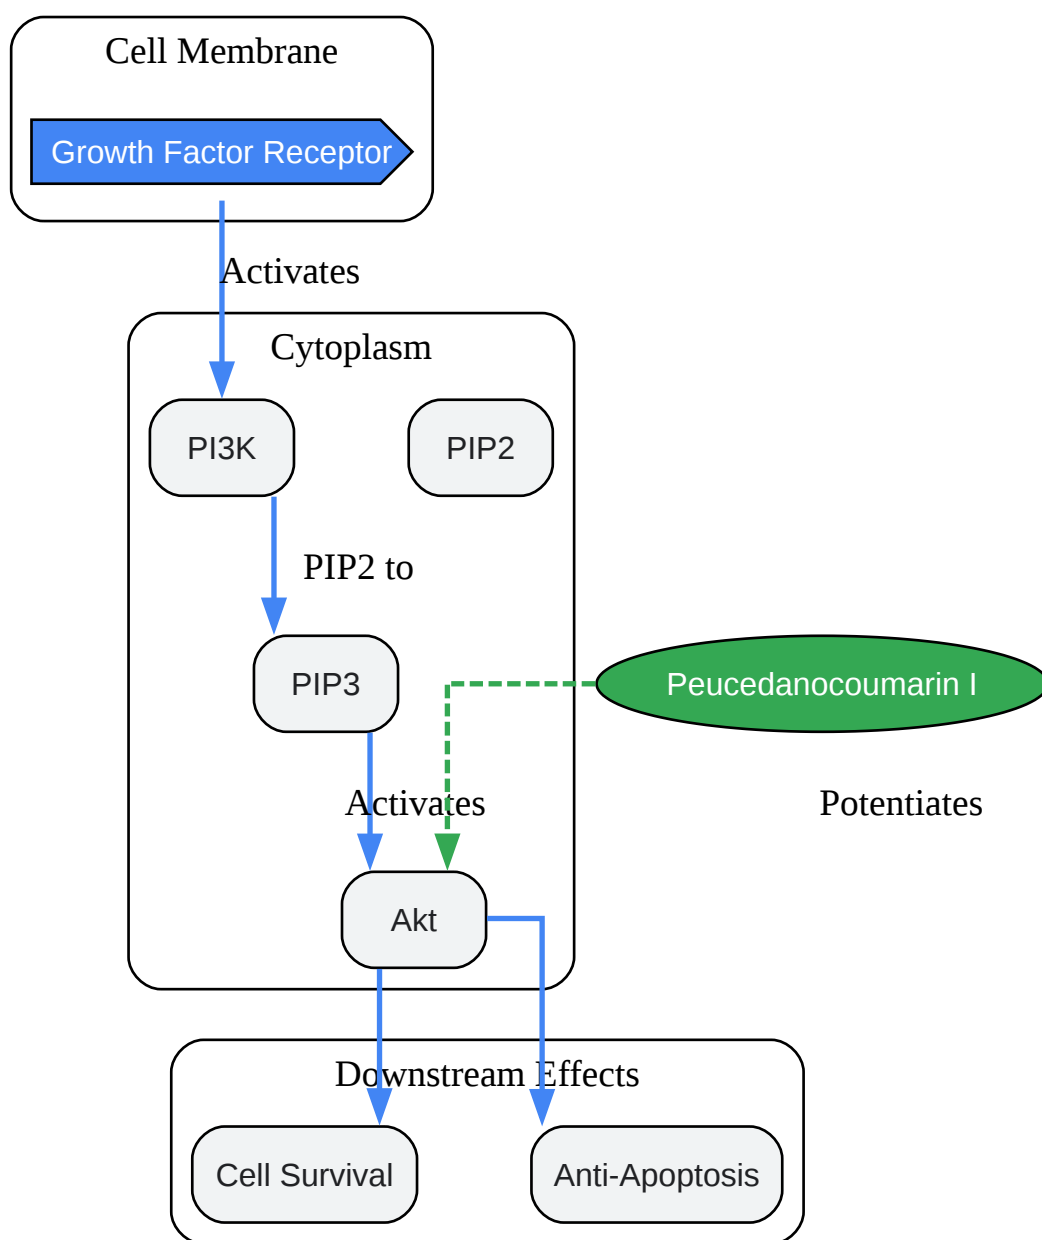 Cell Membrane
Growth Factor Receptor
Activates
Cytoplasm
PI3K
PIP2
PIP2 to
PIP3
Peucedanocoumarin I
Activates
Potentiates
Akt
Downstream Effects
Cell Survival
Anti-Apoptosis